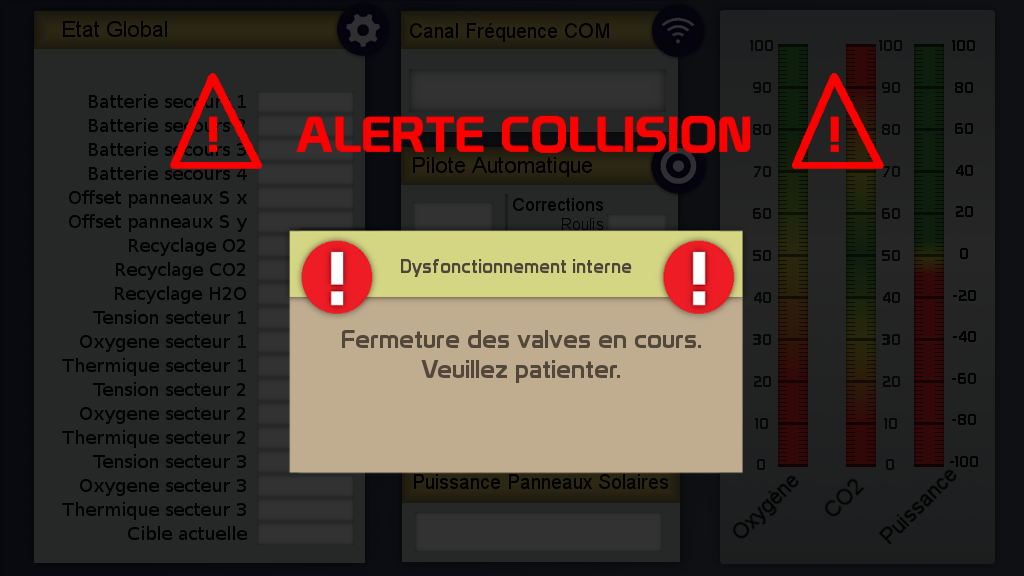 Etat Global
Batterie secours 1
Batterie secours 2
Batterie secours 3
Batterie secours 4
Offset panneaux S x
Offset panneaux S y
Recyclage O2
Recyclage CO2
Recyclage H2O
Tension secteur 1
Oxygene secteur 1
Thermique secteur 1
Tension secteur 2
Oxygene secteur 2
Thermique secteur 2
Tension secteur 3
Oxygene secteur 3
Thermique secteur 3
Cible actuelle
Canal Fréquence COM
ALERTE COLLISION
Pilote Automatique
Corrections
Roulis
Dysfonctionnement interne
Fermeture des valves en cours.
Veuillez patienter.
Puissance Panneaux Solaires
100 100 100
90 90 80
80 80 60
70 70 40
60 60 20
50 50 0
40 40 -20
30 30 -40
20 20 -60
10 10 -80
0 0 -100
Oxygène CO2 Puissance